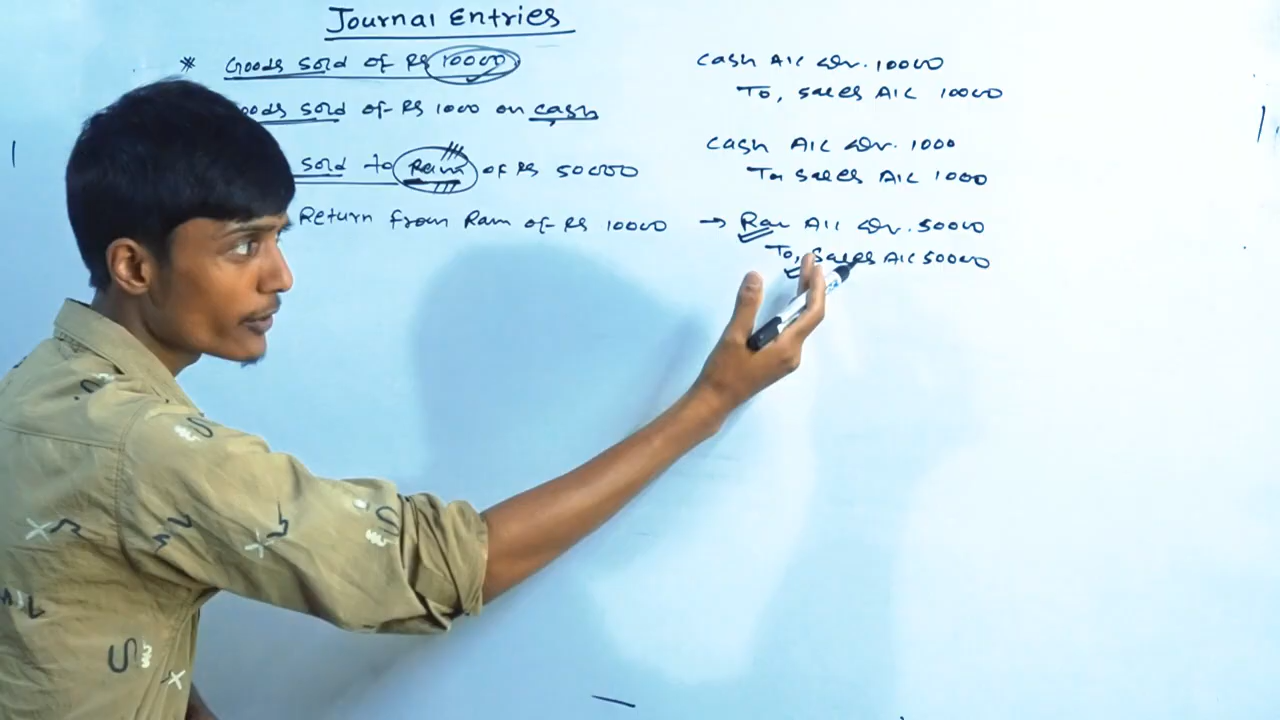 Journal Entries
* Goods sold of Rs 10000
oods sold of Rs 1000 on cash
sold to Rama of Rs 50000
Return from Ram of Rs 10000
Cash A/c Dr. 10000
To, Sales A/c 10000
Cash A/c Dr. 1000
To, Sales A/c 1000
→ Ram A/c Dr. 50000
To, Sales A/c 50000